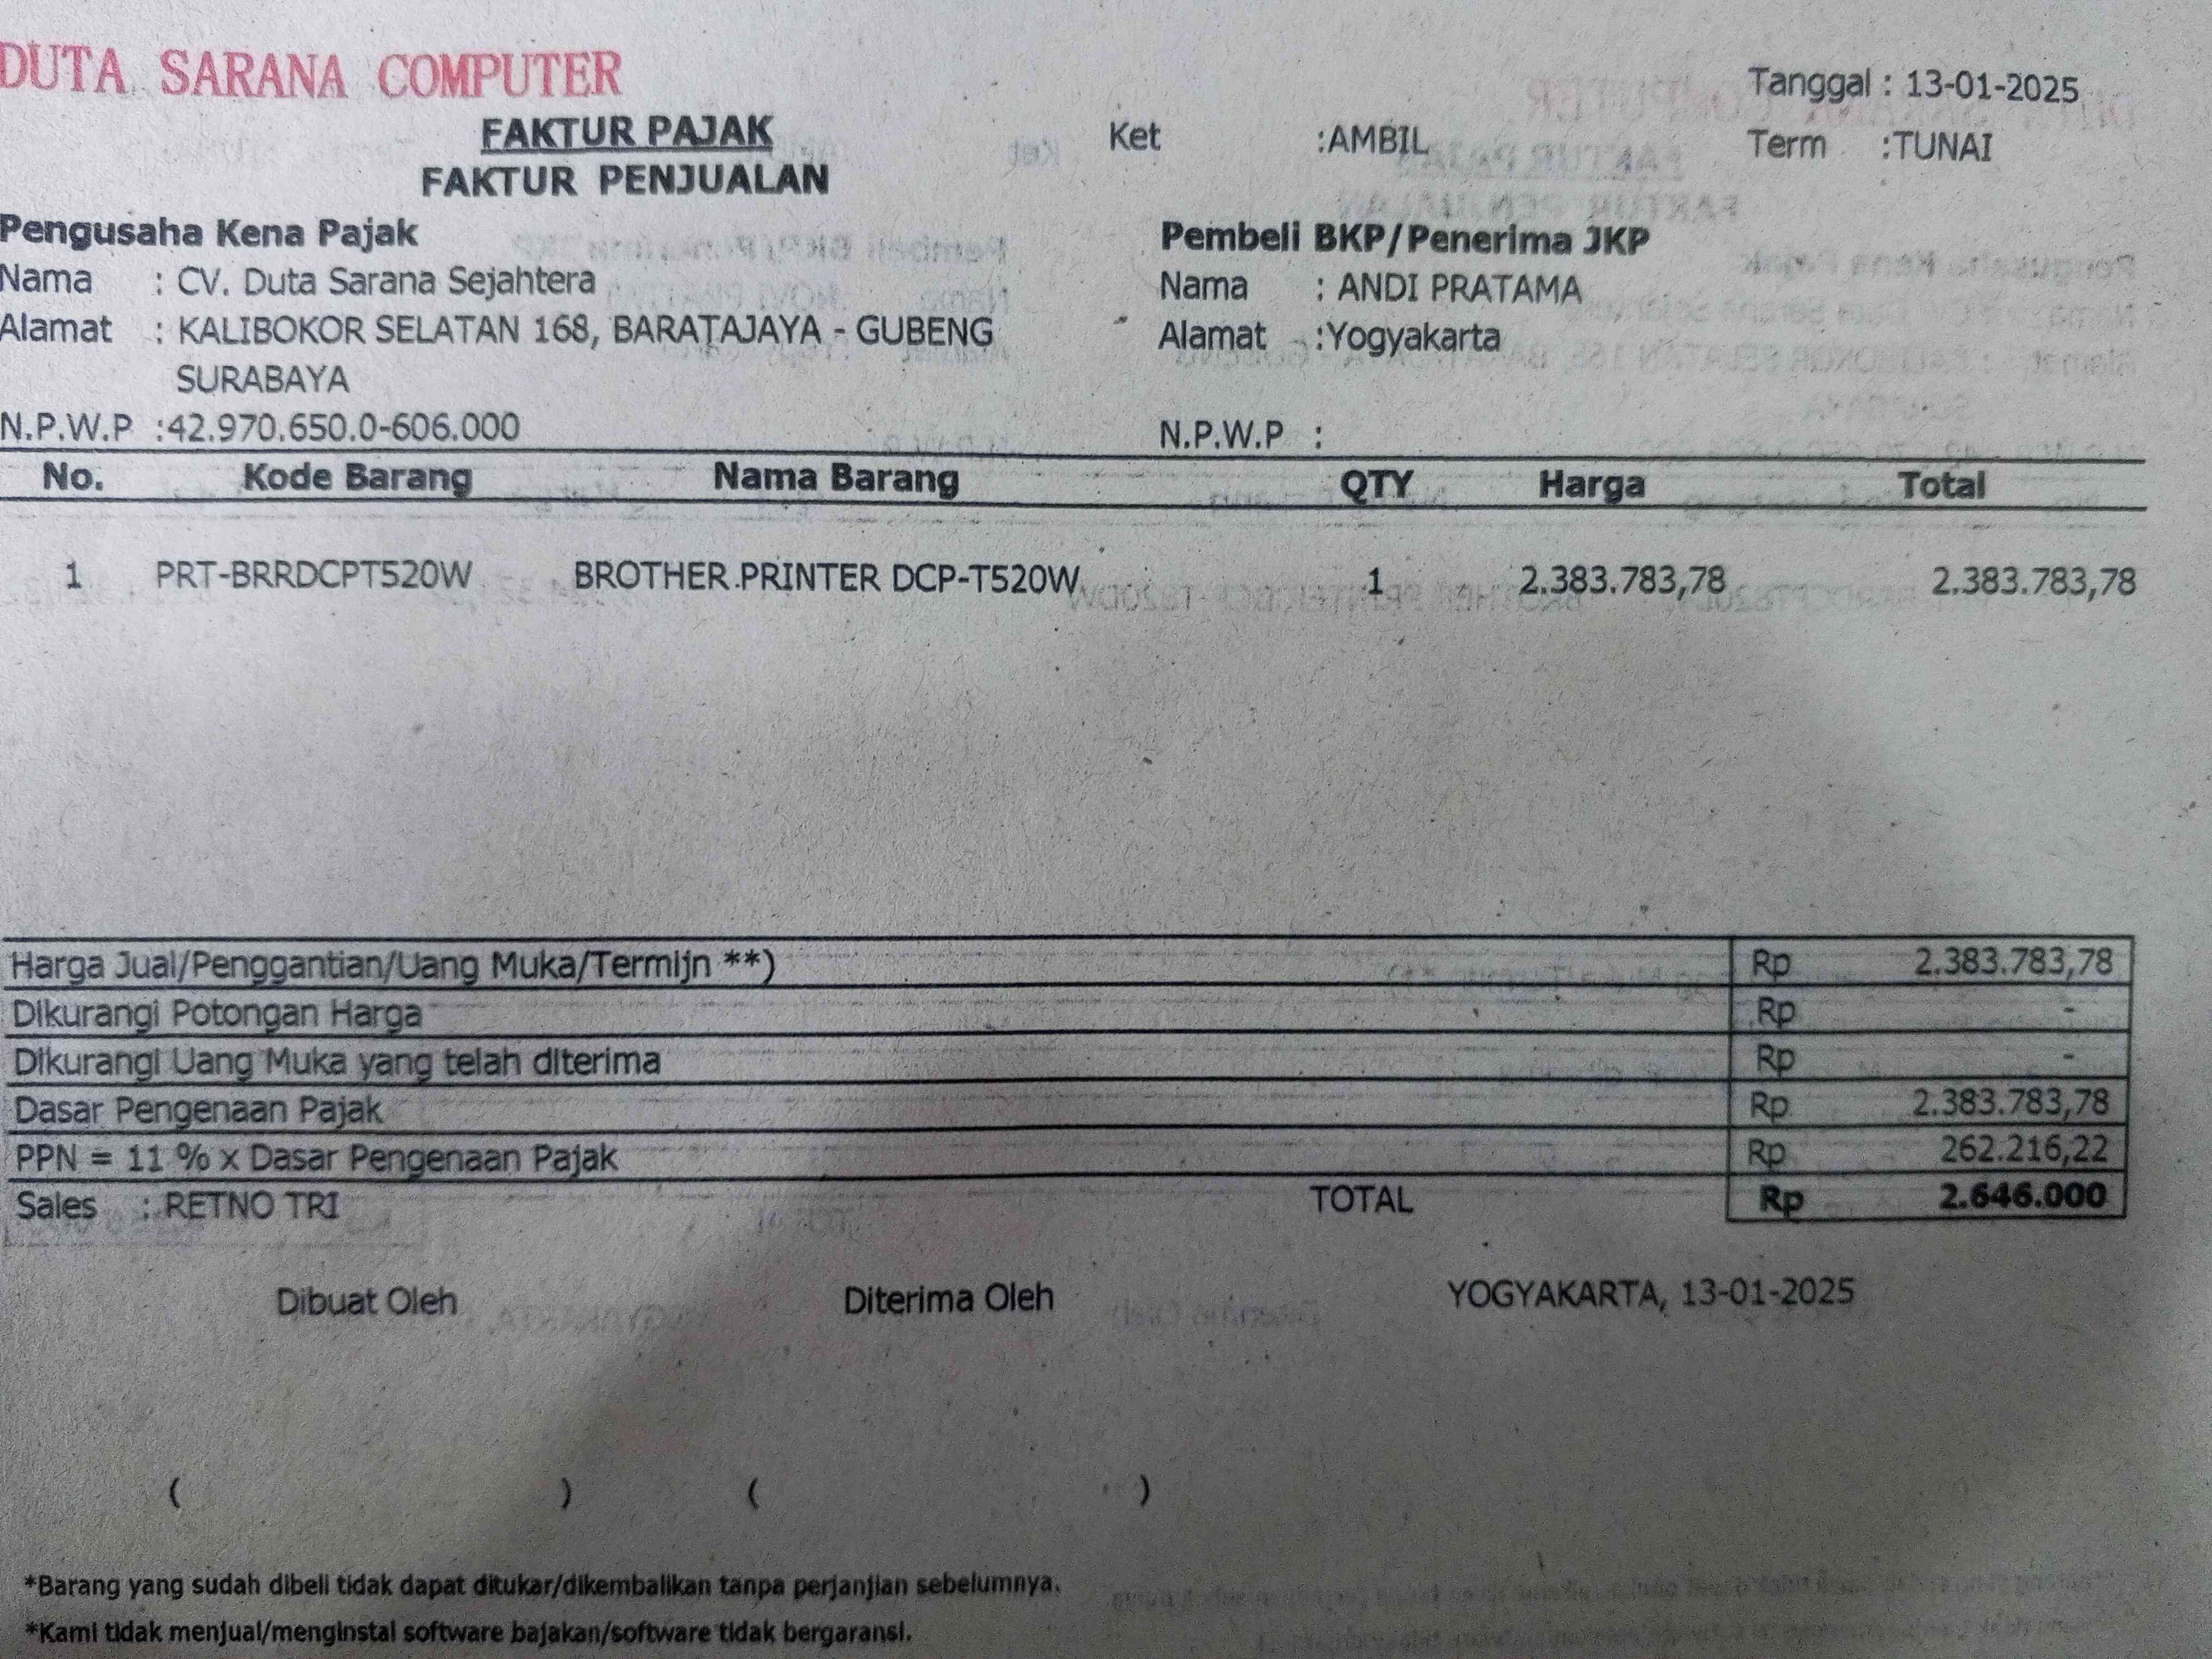 DUTA SARANA COMPUTER
Tanggal : 13-01-2025
FAKTUR PAJAK
Ket :AMBIL
Term :TUNAI
FAKTUR PENJUALAN
Pengusaha Kena Pajak
Pembeli BKP/Penerima JKP
Nama : CV. Duta Sarana Sejahtera
Nama : ANDI PRATAMA
Alamat : KALIBOKOR SELATAN 168, BARATAJAYA - GUBENG
Alamat :Yogyakarta
SURABAYA
N.P.W.P :42.970.650.0-606.000
N.P.W.P :
No. Kode Barang Nama Barang QTY Harga Total
1 PRT-BRRDCPT520W BROTHER PRINTER DCP-T520W 1 2.383.783,78 2.383.783,78
Harga Jual/Penggantian/Uang Muka/Termijn **) Rp 2.383.783,78
Dikurangi Potongan Harga Rp -
Dikurangi Uang Muka yang telah diterima Rp -
Dasar Pengenaan Pajak Rp 2.383.783,78
PPN = 11 % x Dasar Pengenaan Pajak Rp 262.216,22
Sales : RETNO TRI TOTAL Rp 2.646.000
Dibuat Oleh Diterima Oleh YOGYAKARTA, 13-01-2025
( ) ( )
*Barang yang sudah dibeli tidak dapat ditukar/dikembalikan tanpa perjanjian sebelumnya.
*Kami tidak menjual/menginstal software bajakan/software tidak bergaransi.